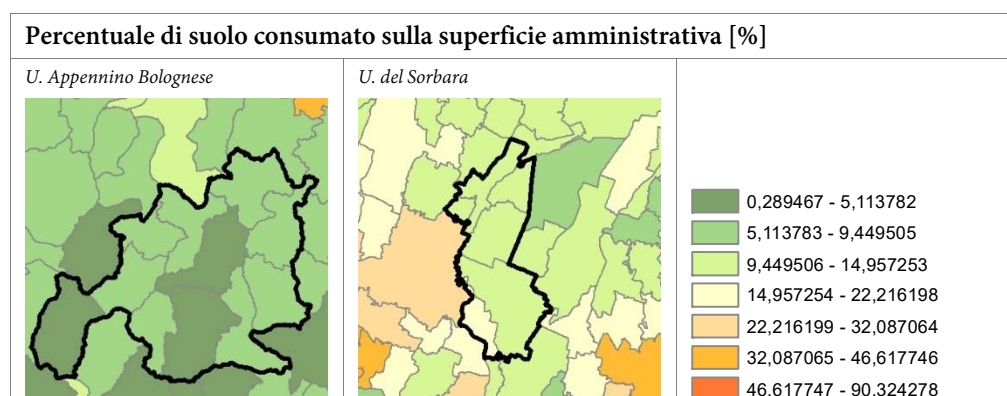 Percentuale di suolo consumato sulla superficie amministrativa [%]
U. Appennino Bolognese
U. del Sorbara
0,289467 - 5,113782
5,113783 - 9,449505
9,449506 - 14,957253
14,957254 - 22,216198
22,216199 - 32,087064
32,087065 - 46,617746
46,617747 - 90,324278